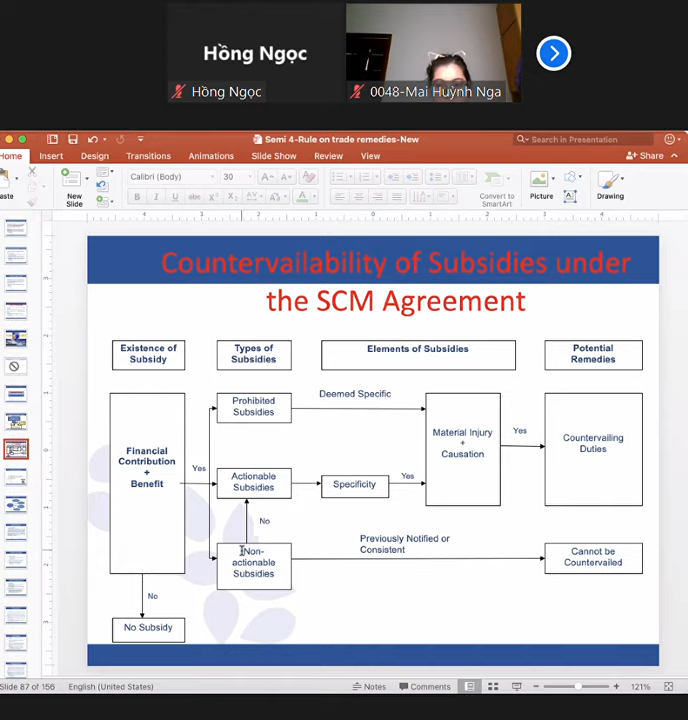 Hồng Ngọc
Hồng Ngọc
0048-Mai Huỳnh Nga
Semi 4-Rule on trade remedies-New
Search in Presentation
Home Insert Design Transitions Animations Slide Show Review View
Share
New
Slide
Calibri (Body) 30
Convert to
SmartArt
Picture
Drawing
Countervailability of Subsidies under
the SCM Agreement
Existence of
Subsidy
Types of
Subsidies
Elements of Subsidies
Potential
Remedies
Financial
Contribution
+
Benefit
Yes
No
No Subsidy
Prohibited
Subsidies
Deemed Specific
Actionable
Subsidies
Specificity
Yes
No
Non-
actionable
Subsidies
Previously Notified or
Consistent
Material Injury
+
Causation
Yes
Countervailing
Duties
Cannot be
Countervailed
Slide 87 of 156
English (United States)
Notes
Comments
121%